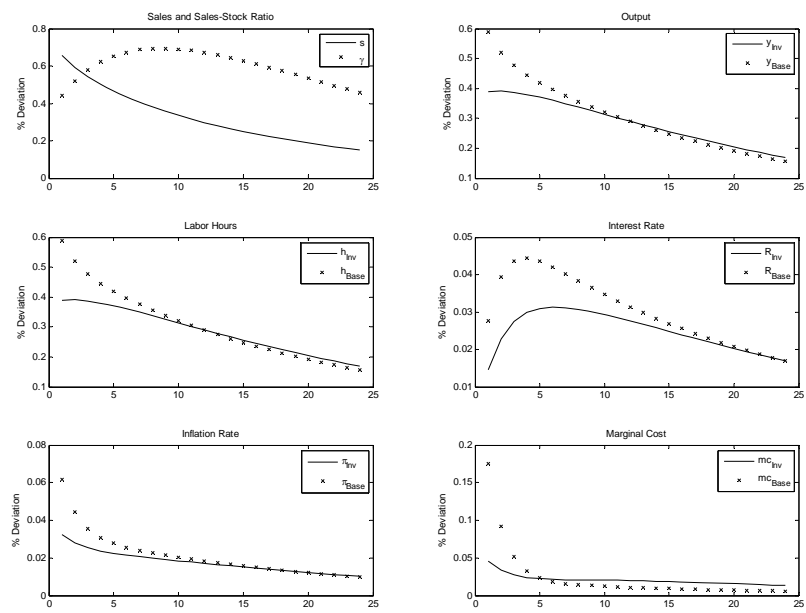 Sales and Sales-Stock Ratio
% Deviation
0.8
0.6
0.4
0.2
0
0 5 10 15 20 25
s
γ
Output
% Deviation
0.6
0.5
0.4
0.3
0.2
0.1
0 5 10 15 20 25
y_Inv
y_Base
Labor Hours
% Deviation
0.6
0.5
0.4
0.3
0.2
0.1
0 5 10 15 20 25
h_Inv
h_Base
Interest Rate
% Deviation
0.05
0.04
0.03
0.02
0.01
0 5 10 15 20 25
R_Inv
R_Base
Inflation Rate
% Deviation
0.08
0.06
0.04
0.02
0
0 5 10 15 20 25
π_Inv
π_Base
Marginal Cost
% Deviation
0.2
0.15
0.1
0.05
0
0 5 10 15 20 25
mc_Inv
mc_Base